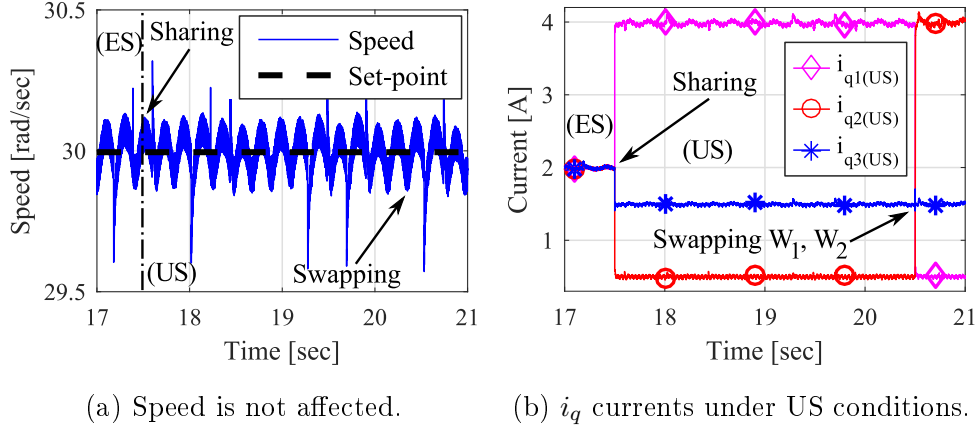 30.5
30
29.5
Speed [rad/sec]
(ES)
Sharing
Speed
Set-point
(US)
Swapping
17 18 19 20 21
Time [sec]
(a) Speed is not affected.
4
3
2
1
Current [A]
(ES)
Sharing
(US)
i_q1(US)
i_q2(US)
i_q3(US)
Swapping W_1, W_2
17 18 19 20 21
Time [sec]
(b) i_q currents under US conditions.